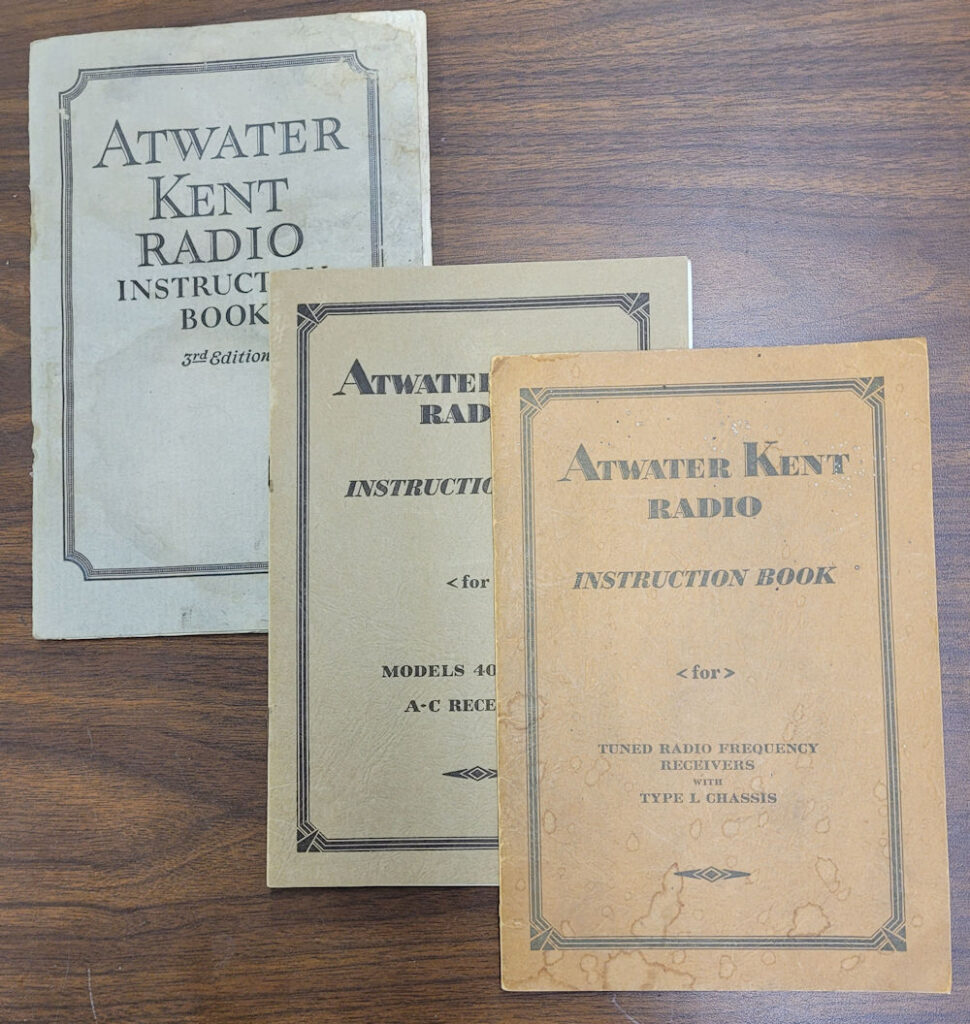 ATWATER
KENT
RADIO
INSTRUCTION
BOOK
3rd Edition
ATWATER
RAD
INSTRUCTIO
<for
MODELS 40
A-C RECE
ATWATER KENT
RADIO
INSTRUCTION BOOK
<for>
TUNED RADIO FREQUENCY
RECEIVERS
WITH
TYPE L CHASSIS